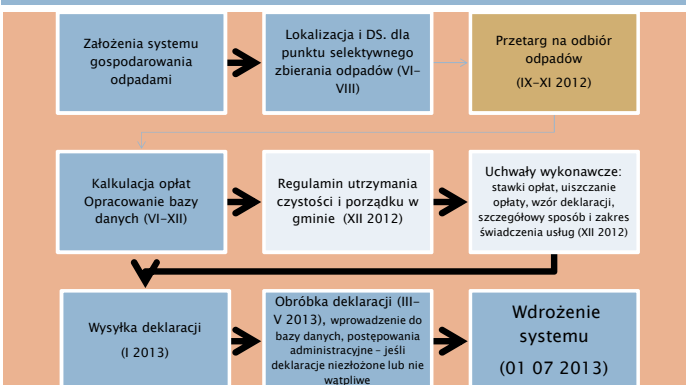 Założenia systemu
gospodarowania
odpadami
Lokalizacja i DS. dla
punktu selektywnego
zbierania odpadów (VI-
VIII)
Przetarg na odbiór
odpadów
(IX-XI 2012)
Kalkulacja opłat
Opracowanie bazy
danych (VI-XII)
Regulamin utrzymania
czystości i porządku w
gminie (XII 2012)
Uchwały wykonawcze:
stawki opłat, uiszczanie
opłaty, wzór deklaracji,
szczegółowy sposób i zakres
świadczenia usług (XII 2012)
Wysyłka deklaracji
(I 2013)
Obróbka deklaracji (III-
V 2013), wprowadzenie do
bazy danych, postępowania
administracyjne – jeśli
deklaracje niezłożone lub nie
wątpliwe
Wdrożenie
systemu
(01 07 2013)